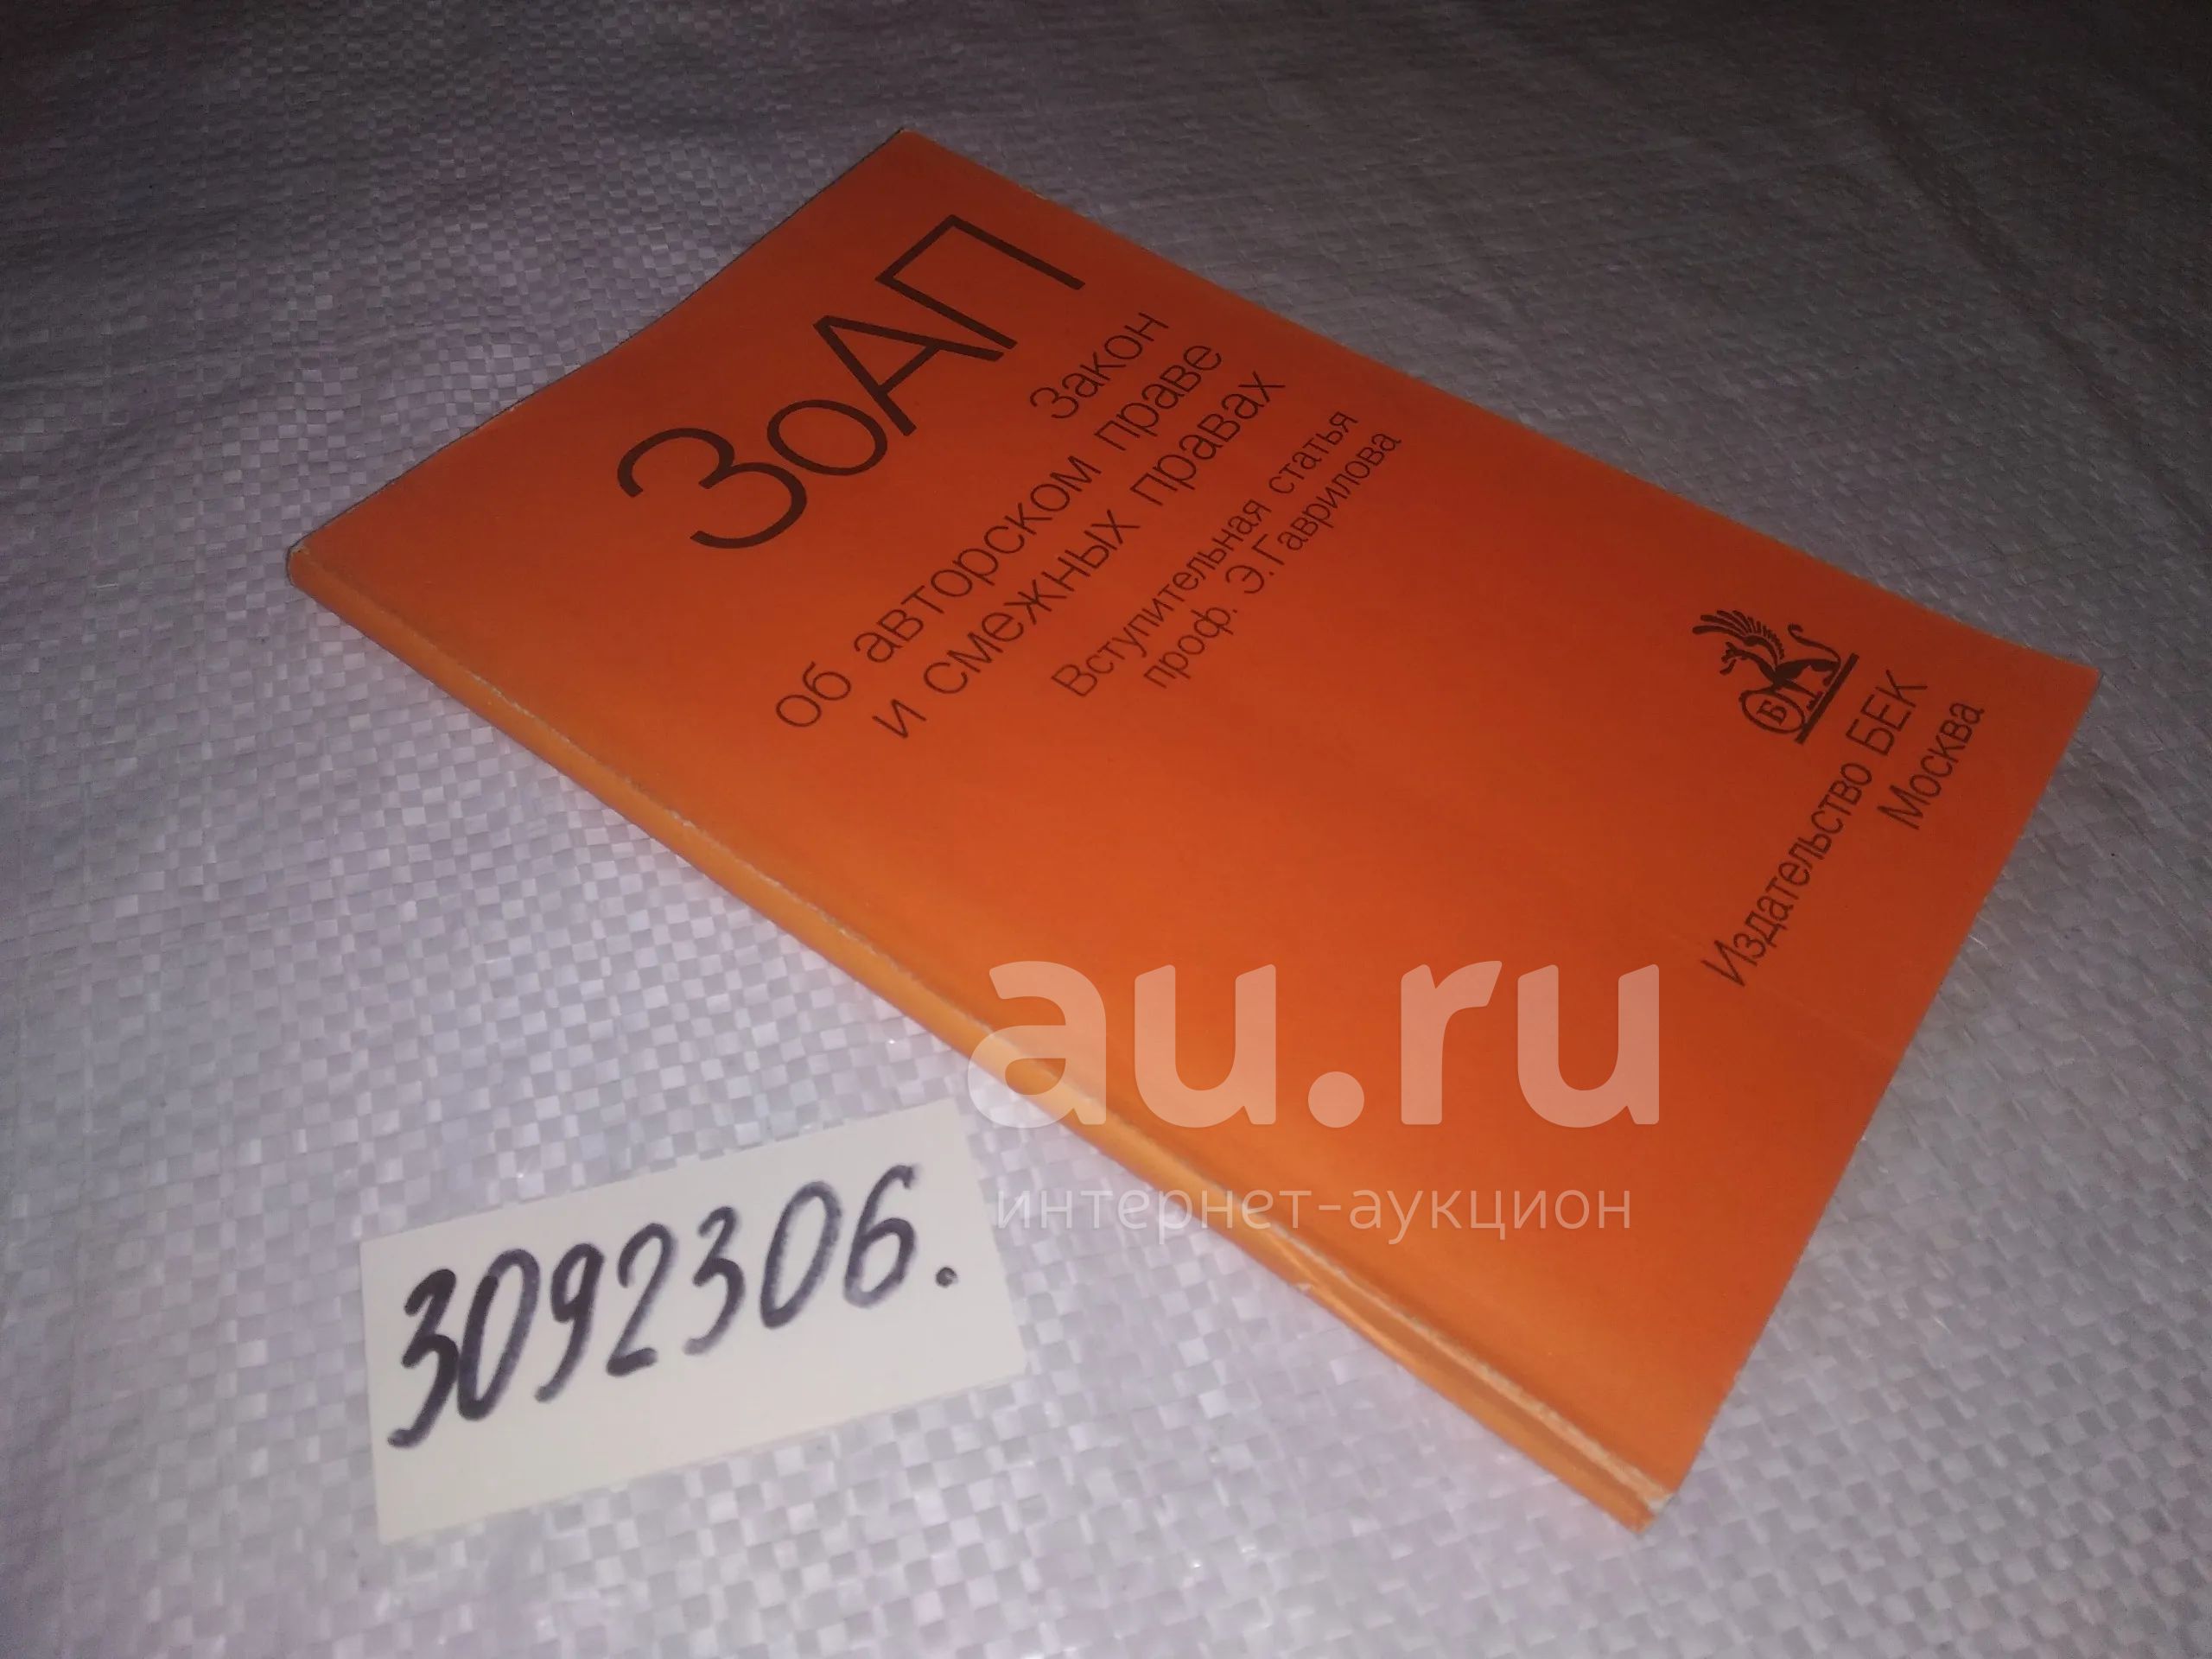 ЗоАП
Закон
об авторском праве
и смежных правах
Вступительная статья
проф. Э.Гаврилова
Б
Издательство БЕК
Москва
au.ru
интернет-аукцион
3092306.